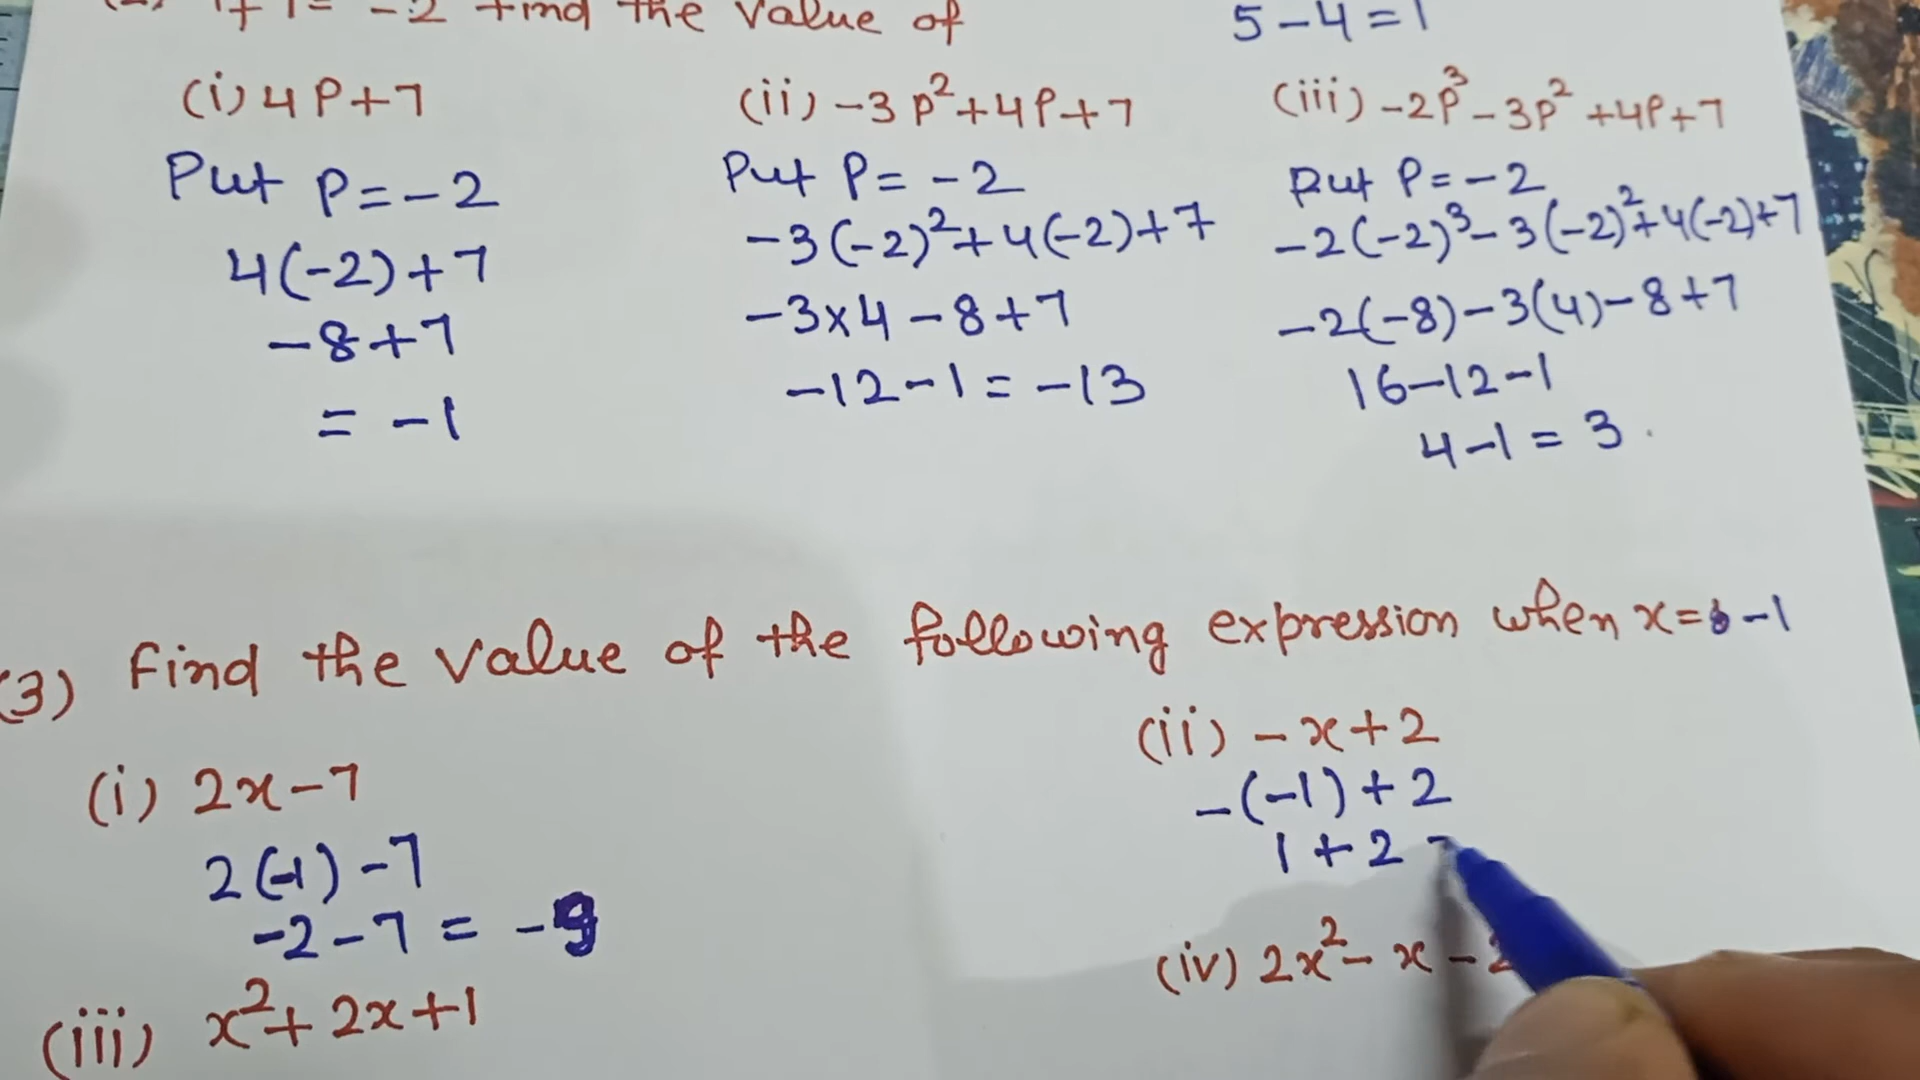 find the value of
5-4=1
(i) 4P+7
(ii) -3p²+4P+7
(iii) -2p³-3p²+4P+7
Put P=-2
4(-2)+7
-8+7
= -1
Put P=-2
-3(-2)²+4(-2)+7
-3x4-8+7
-12-1=-13
Put P=-2
-2(-2)³-3(-2)²+4(-2)+7
-2(-8)-3(4)-8+7
16-12-1
4-1=3
(3) Find the value of the following expression when x=-1
(i) 2x-7
2(-1)-7
-2-7=-9
(ii) -x+2
-(-1)+2
1+2
(iii) x²+2x+1
(iv) 2x²-x-